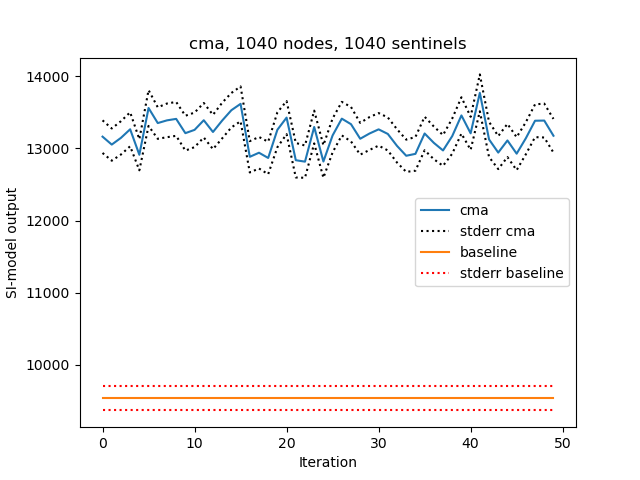 cma, 1040 nodes, 1040 sentinels
14000
13000
12000
11000
10000
SI-model output
cma
stderr cma
baseline
stderr baseline
0
10
20
30
40
50
Iteration